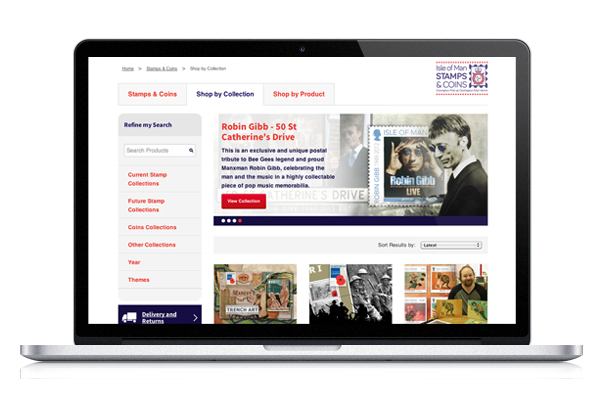 Home > Stamps & Coins > Shop by Collection
Isle of Man
STAMPS
& COINS
Stamps & Coins
Shop by Collection
Shop by Product
Refine my Search
Search Products
Current Stamp
Collections
Future Stamp
Collections
Coins Collections
Other Collections
Year
Themes
Delivery and
Returns
Robin Gibb - 50 St
Catherine's Drive
This is an exclusive and unique postal
tribute to Bee Gees legend and proud
Manxman Robin Gibb, celebrating the
man and the music in a highly collectable
piece of pop music memorabilia.
View Collection
CATHERINE'S DRIVE
ISLE OF MAN
ROBIN GIBB
Robin Gibb
LIVE
Sort Results by:
Latest
TRENCH ART